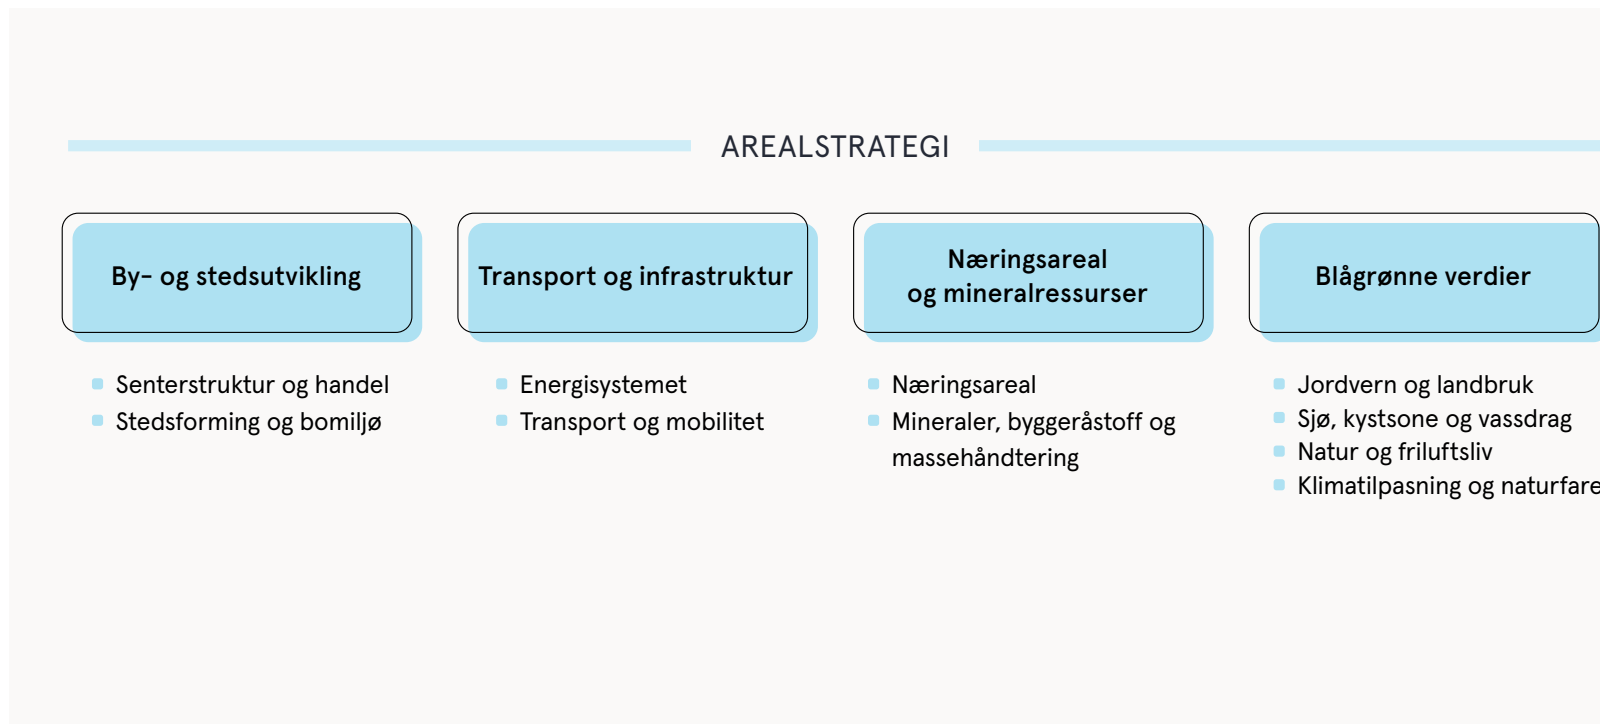 AREALSTRATEGI
By- og stedsutvikling
Senterstruktur og handel
Stedsforming og bomiljø
Transport og infrastruktur
Energisystemet
Transport og mobilitet
Næringsareal
og mineralressurser
Næringsareal
Mineraler, byggeråstoff og
massehåndtering
Blågrønne verdier
Jordvern og landbruk
Sjø, kystsone og vassdrag
Natur og friluftsliv
Klimatilpasning og naturfare